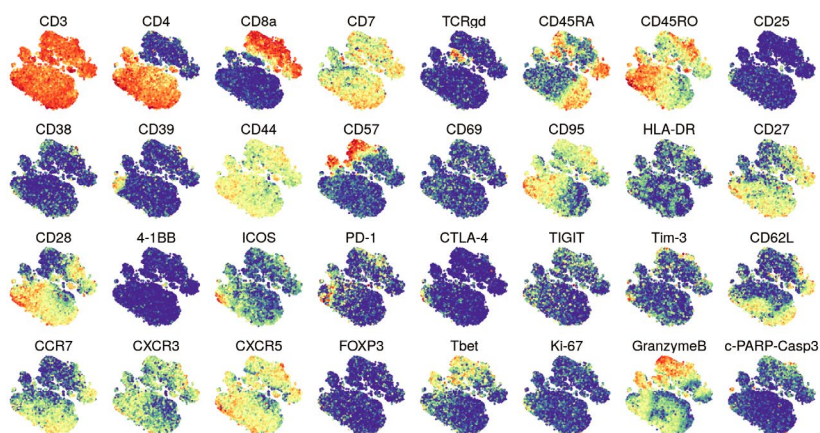 CD3 CD4 CD8a CD7 TCRgd CD45RA CD45RO CD25
CD38 CD39 CD44 CD57 CD69 CD95 HLA-DR CD27
CD28 4-1BB ICOS PD-1 CTLA-4 TIGIT Tim-3 CD62L
CCR7 CXCR3 CXCR5 FOXP3 Tbet Ki-67 GranzymeB c-PARP-Casp3